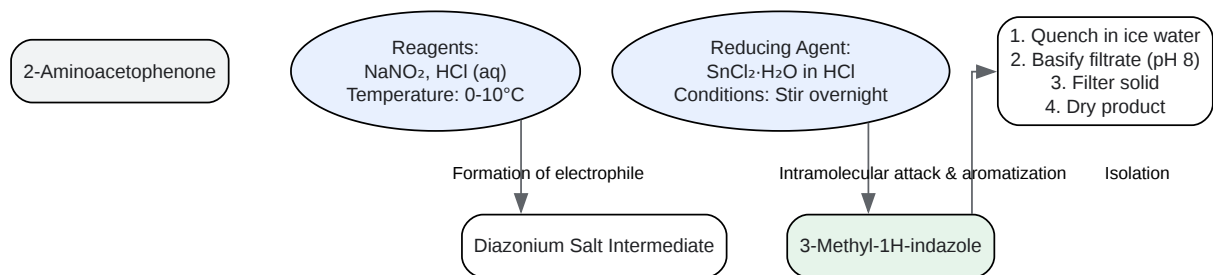 2-Aminoacetophenone
Reagents:
NaNO₂, HCl (aq)
Temperature: 0-10°C
Reducing Agent:
SnCl₂·H₂O in HCl
Conditions: Stir overnight
1. Quench in ice water
2. Basify filtrate (pH 8)
3. Filter solid
4. Dry product
Formation of electrophile
Intramolecular attack & aromatization
Isolation
Diazonium Salt Intermediate
3-Methyl-1H-indazole